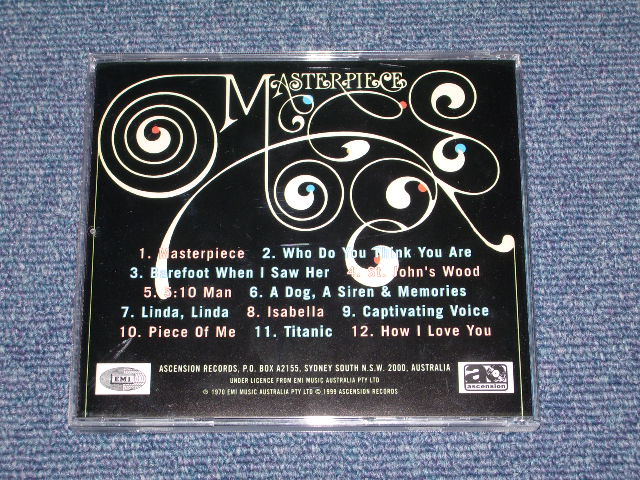 MASTERPIECE
1. Masterpiece 2. Who Do You Think You Are
3. Barefoot When I Saw Her 4. St. John's Wood
5. 5:10 Man 6. A Dog, A Siren & Memories
7. Linda, Linda 8. Isabella 9. Captivating Voice
10. Piece Of Me 11. Titanic 12. How I Love You
ASCENSION RECORDS, P.O. BOX A2155, SYDNEY SOUTH N.S.W. 2000, AUSTRALIA
UNDER LICENCE FROM EMI MUSIC AUSTRALIA PTY LTD
℗ 1970 EMI MUSIC AUSTRALIA PTY LTD © 1999 ASCENSION RECORDS
EMI
ascension